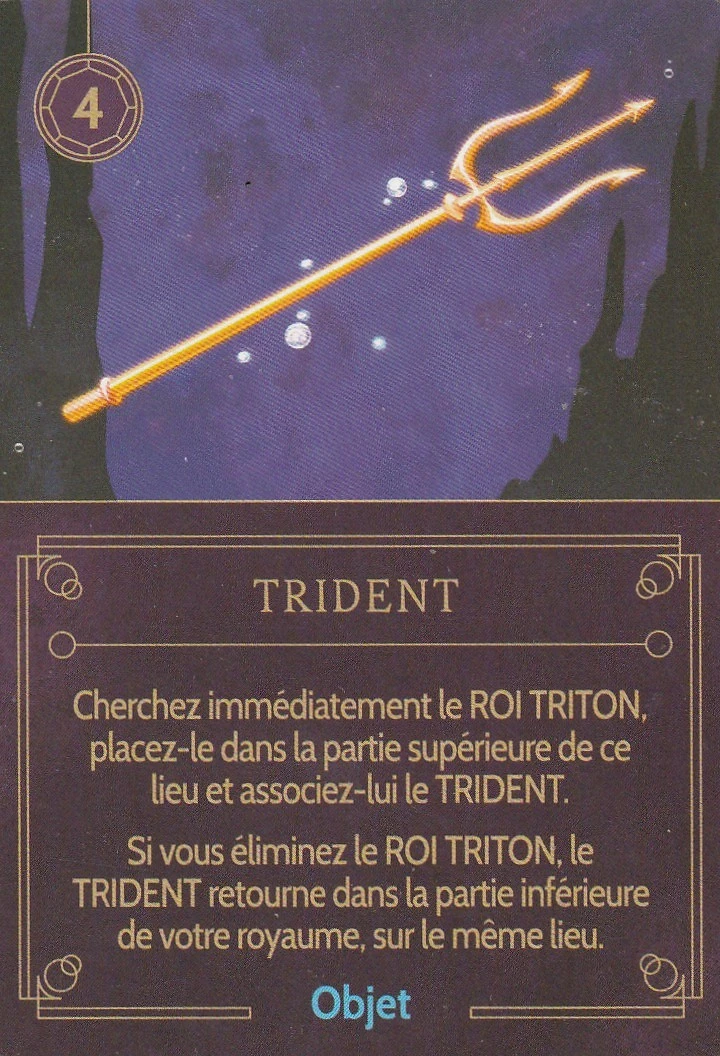 4
TRIDENT
Cherchez immédiatement le ROI TRITON,
placez-le dans la partie supérieure de ce
lieu et associez-lui le TRIDENT.
Si vous éliminez le ROI TRITON, le
TRIDENT retourne dans la partie inférieure
de votre royaume, sur le même lieu.
Objet